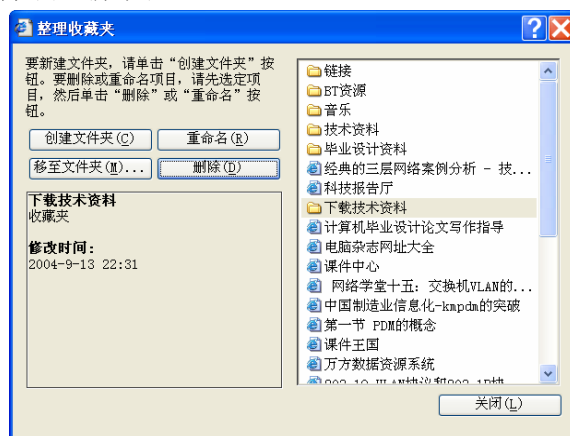 整理收藏夹
要新建文件夹，请单击“创建文件夹”按
钮。要删除或重命名项目，请先选定项
目，然后单击“删除”或“重命名”按
钮。
创建文件夹(C)
重命名(R)
移至文件夹(M)...
删除(D)
下载技术资料
收藏夹
修改时间:
2004-9-13 22:31
链接
BT资源
音乐
技术资料
毕业设计资料
经典的三层网络案例分析 - 技...
科技报告厅
下载技术资料
计算机毕业设计论文写作指导
电脑杂志网址大全
课件中心
网络学堂十五: 交换机VLAN的...
中国制造业信息化-kmpdm的突破
第一节 PDM的概念
课件王国
万方数据资源系统
关闭(L)